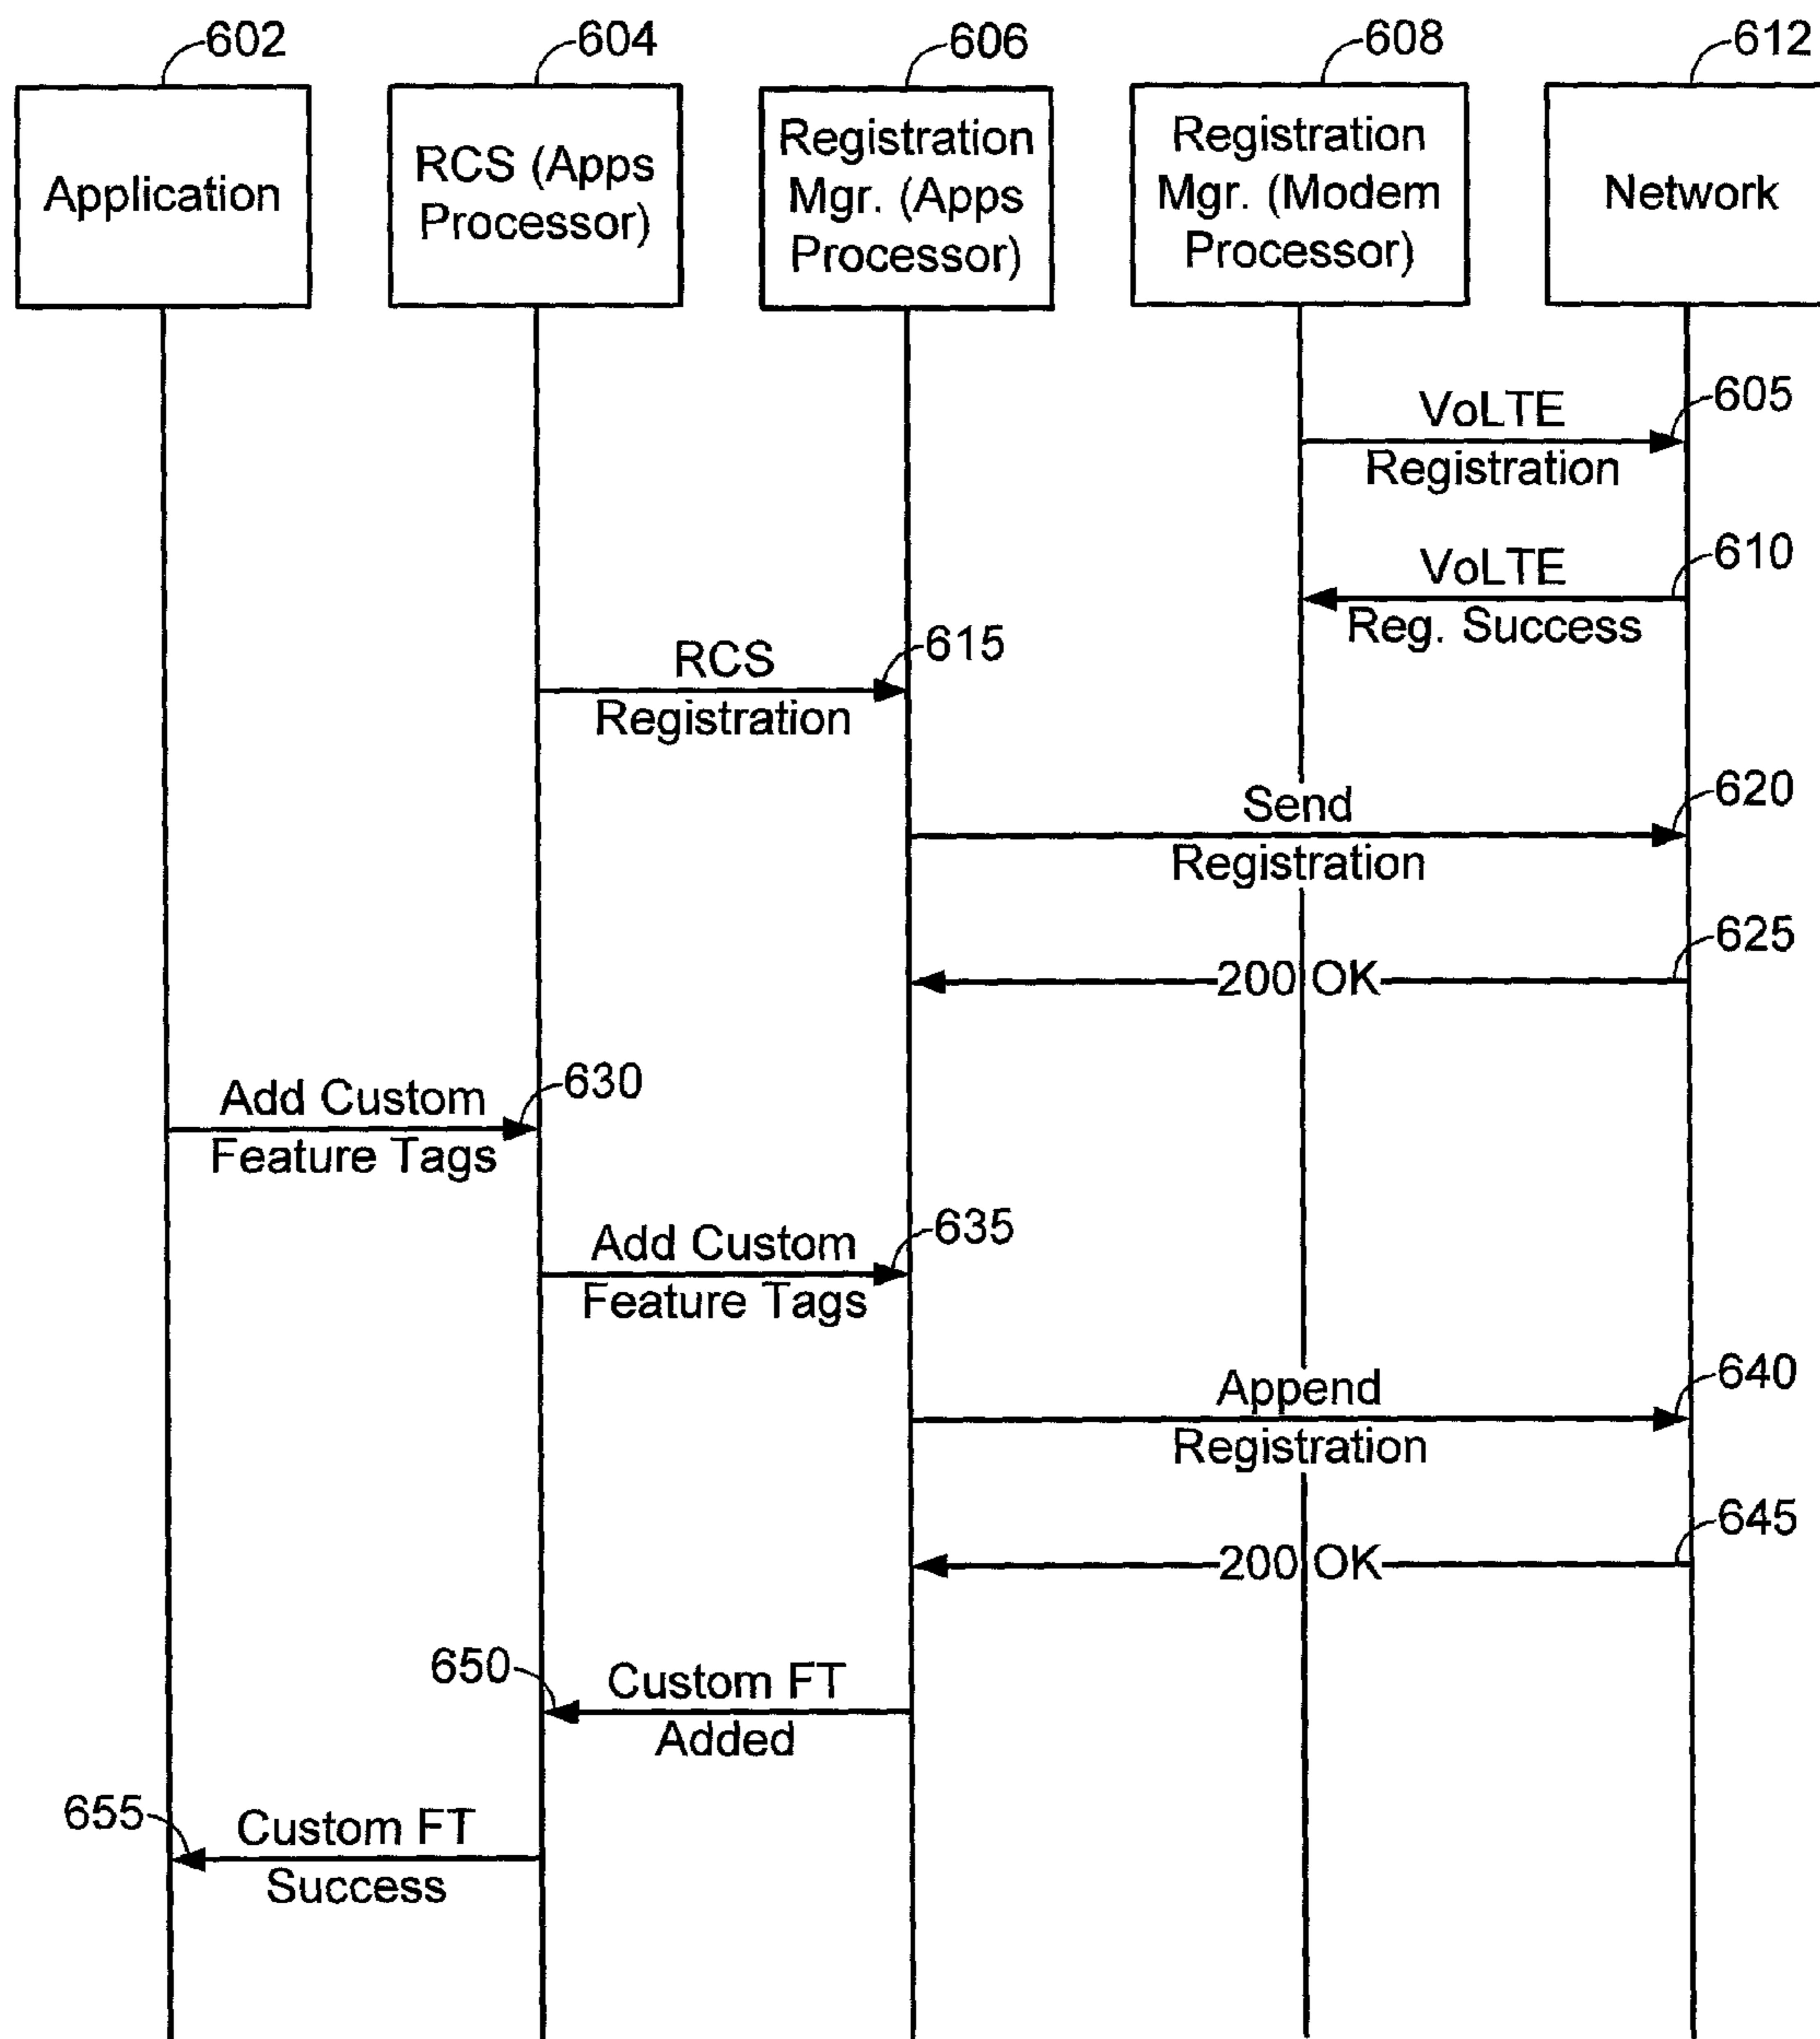 602
604
606
608
612
Application
RCS (Apps
Processor)
Registration
Mgr. (Apps
Processor)
Registration
Mgr. (Modem
Processor)
Network
VoLTE
605
Registration
VoLTE
610
Reg. Success
RCS
615
Registration
Send
620
Registration
625
200 OK
Add Custom
630
Feature Tags
Add Custom
635
Feature Tags
Append
640
Registration
645
200 OK
650
Custom FT
Added
655
Custom FT
Success